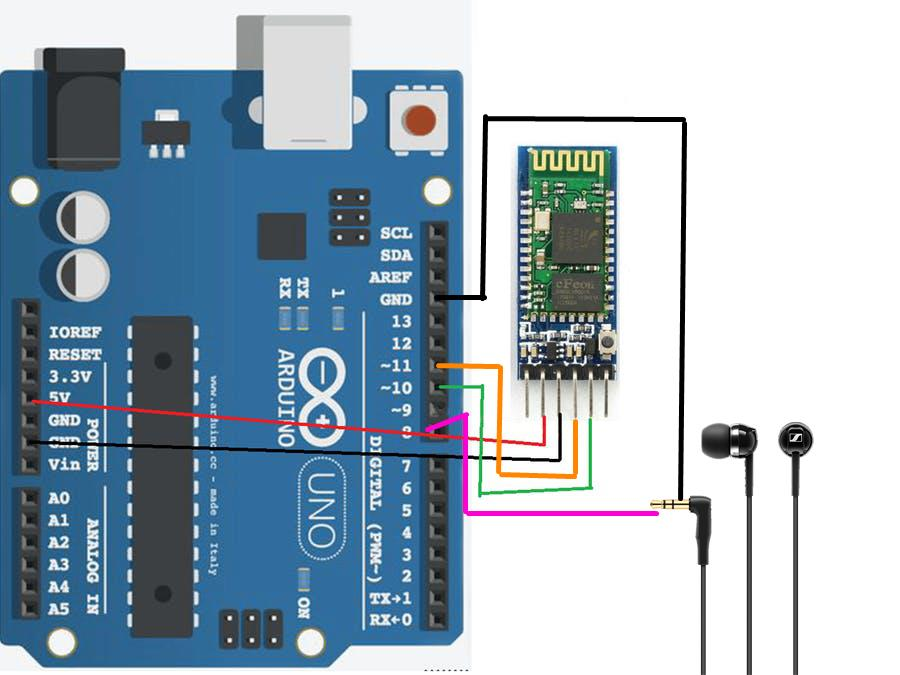 SCL
SDA
AREF
GND
13
12
~11
~10
~9
8
7
6
5
4
3
2
TX→1
RX←0
DIGITAL (PWM~)
IOREF
RESET
3.3V
5V
GND
GND
Vin
POWER
A0
A1
A2
A3
A4
A5
ANALOG IN
RX
TX
1
ARDUINO
UNO
ON
www.arduino.cc - made in Italy
cFeon